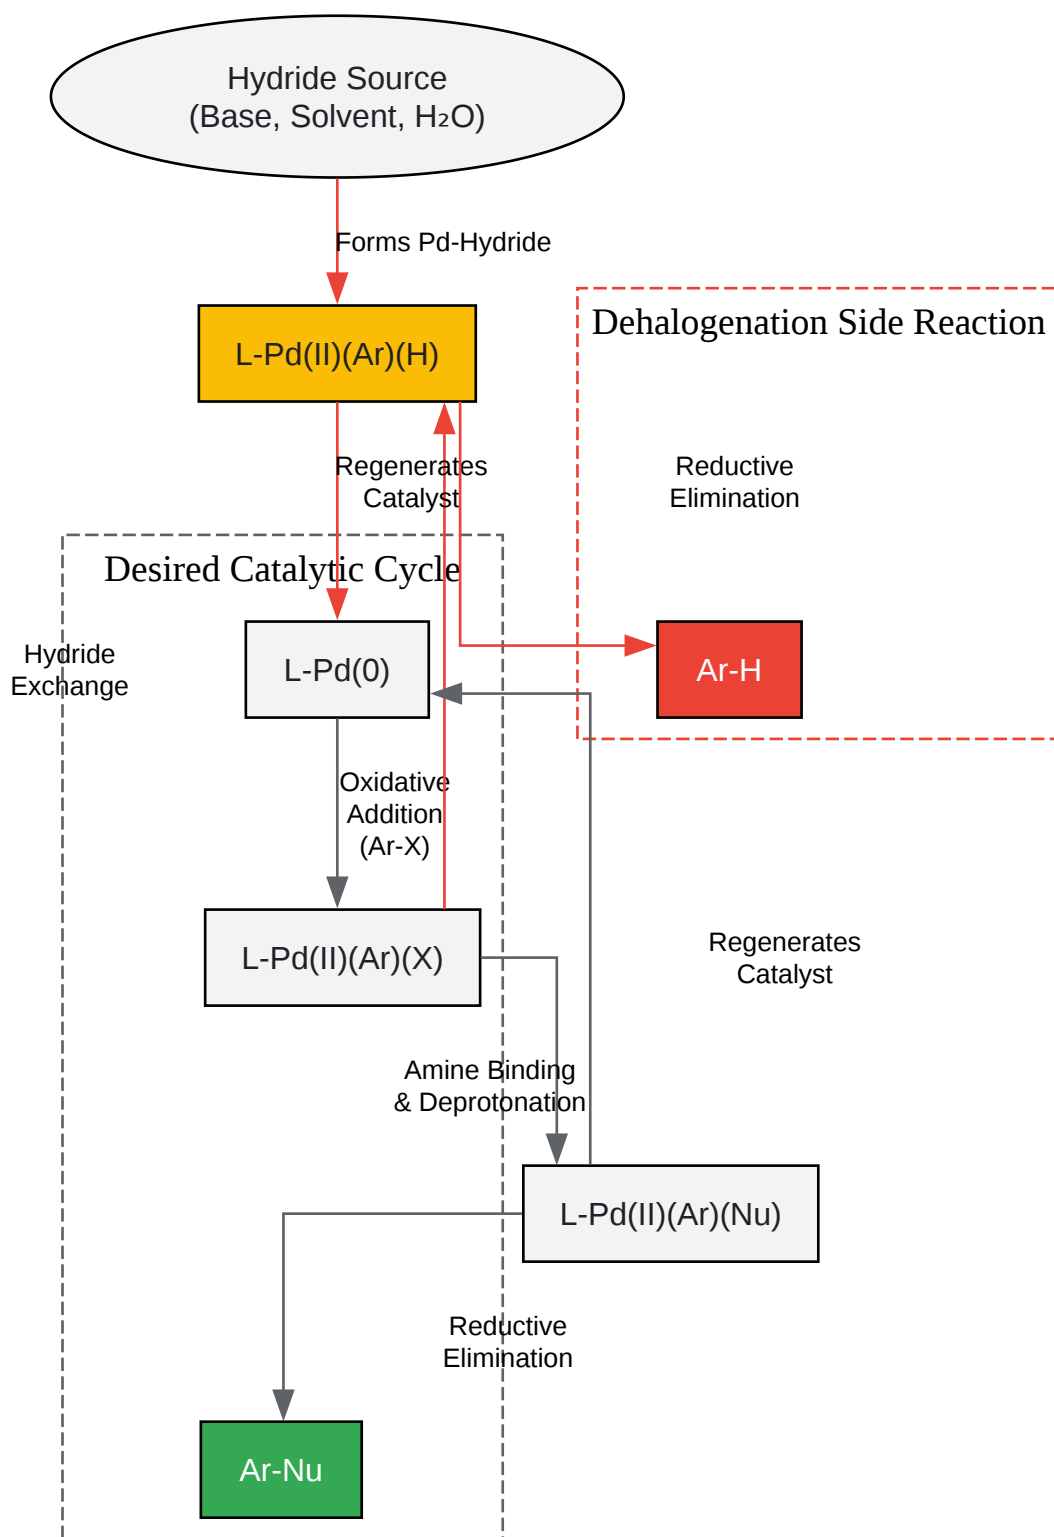 Hydride Source
(Base, Solvent, H₂O)
Forms Pd-Hydride
L-Pd(II)(Ar)(H)
Dehalogenation Side Reaction
Regenerates
Catalyst
Reductive
Elimination
Desired Catalytic Cycle
Hydride
Exchange
L-Pd(0)
Ar-H
Oxidative
Addition
(Ar-X)
L-Pd(II)(Ar)(X)
Regenerates
Catalyst
Amine Binding
& Deprotonation
L-Pd(II)(Ar)(Nu)
Reductive
Elimination
Ar-Nu